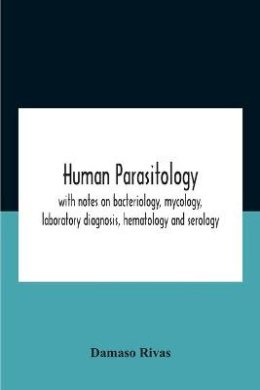 Human Parasitology
with notes on bacteriology, mycology,
laboratory diagnosis, hematology and serology
Damaso Rivas